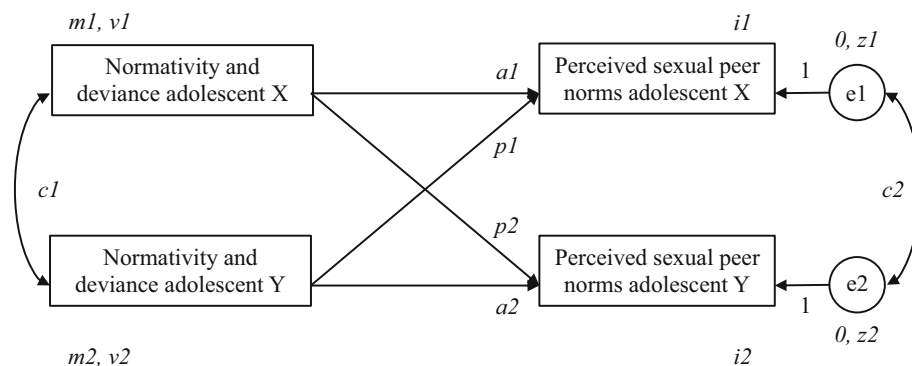 m1, v1
i1
0, z1
Normativity and
deviance adolescent X
a1
Perceived sexual peer
norms adolescent X
1
e1
p1
c1
c2
p2
Normativity and
deviance adolescent Y
a2
Perceived sexual peer
norms adolescent Y
1
e2
0, z2
m2, v2
i2